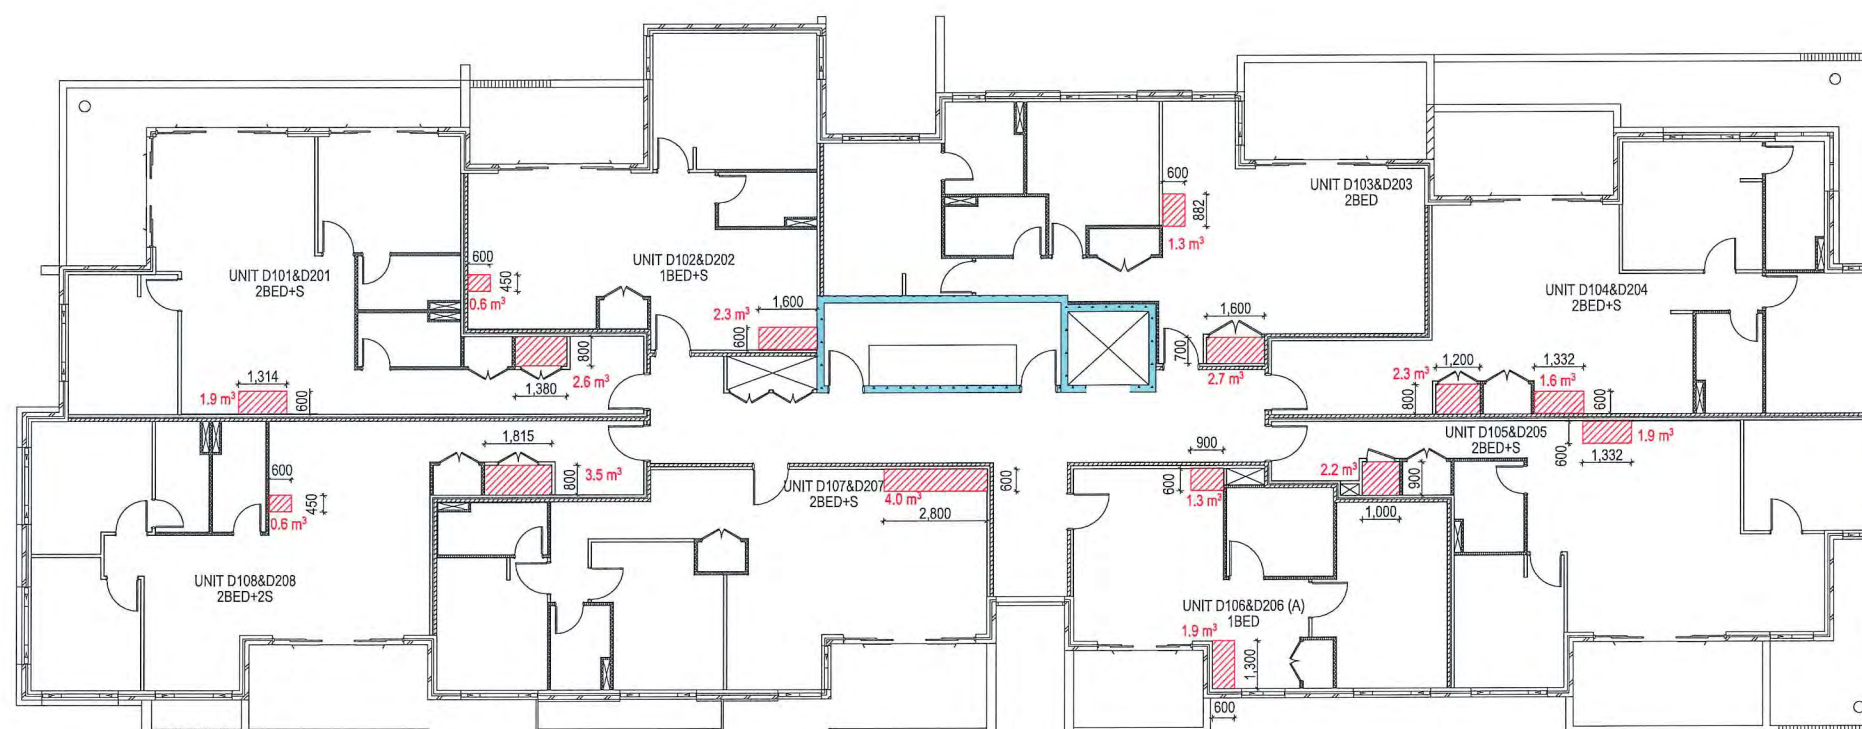 UNIT D101&D201
2BED+S
1,314
1.9 m³
600
600
450
0.6 m³
800
1,380
2.6 m³
UNIT D102&D202
1BED+S
2.3 m³
1,600
600
600
882
1.3 m³
UNIT D103&D203
2BED
1,600
700
2.7 m³
UNIT D104&D204
2BED+S
2.3 m³
1,200
800
1,332
1.6 m³
600
UNIT D105&D205
2BED+S
600
1,332
1.9 m³
2.2 m³
900
1,000
900
600
1.3 m³
UNIT D106&D206 (A)
1BED
1.9 m³
1,300
600
UNIT D107&D207
2BED+S
4.0 m³
2,800
600
1,815
800
3.5 m³
600
450
0.6 m³
UNIT D108&D208
2BED+2S